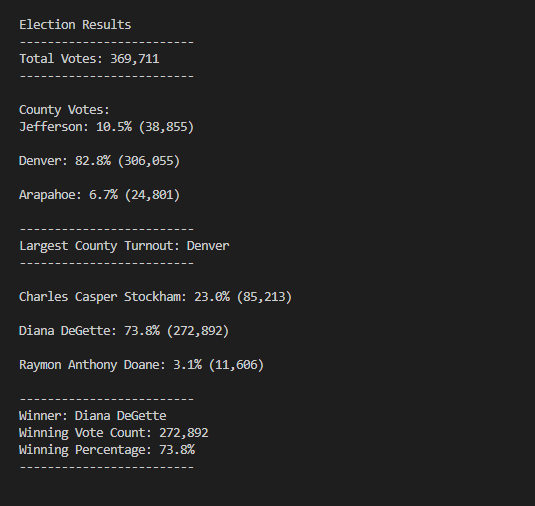 Election Results
-------------------------
Total Votes: 369,711
-------------------------
County Votes:
Jefferson: 10.5% (38,855)
Denver: 82.8% (306,055)
Arapahoe: 6.7% (24,801)
-------------------------
Largest County Turnout: Denver
-------------------------
Charles Casper Stockham: 23.0% (85,213)
Diana DeGette: 73.8% (272,892)
Raymon Anthony Doane: 3.1% (11,606)
-------------------------
Winner: Diana DeGette
Winning Vote Count: 272,892
Winning Percentage: 73.8%
-------------------------